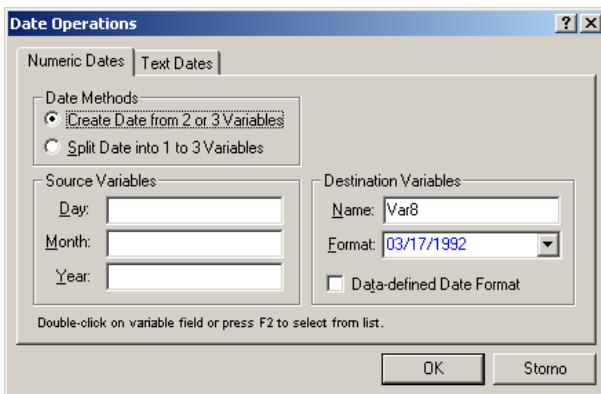 Date Operations
Numeric Dates Text Dates
Date Methods
Create Date from 2 or 3 Variables
Split Date into 1 to 3 Variables
Source Variables
Day:
Month:
Year:
Destination Variables
Name: Var8
Format: 03/17/1992
Data-defined Date Format
Double-click on variable field or press F2 to select from list.
OK Storno